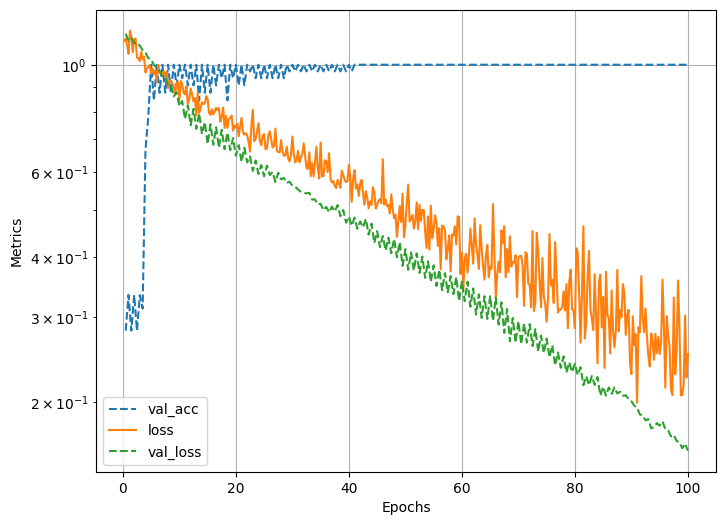 Metrics
10⁰
6 × 10⁻¹
4 × 10⁻¹
3 × 10⁻¹
2 × 10⁻¹
val_acc
loss
val_loss
0 20 40 60 80 100
Epochs